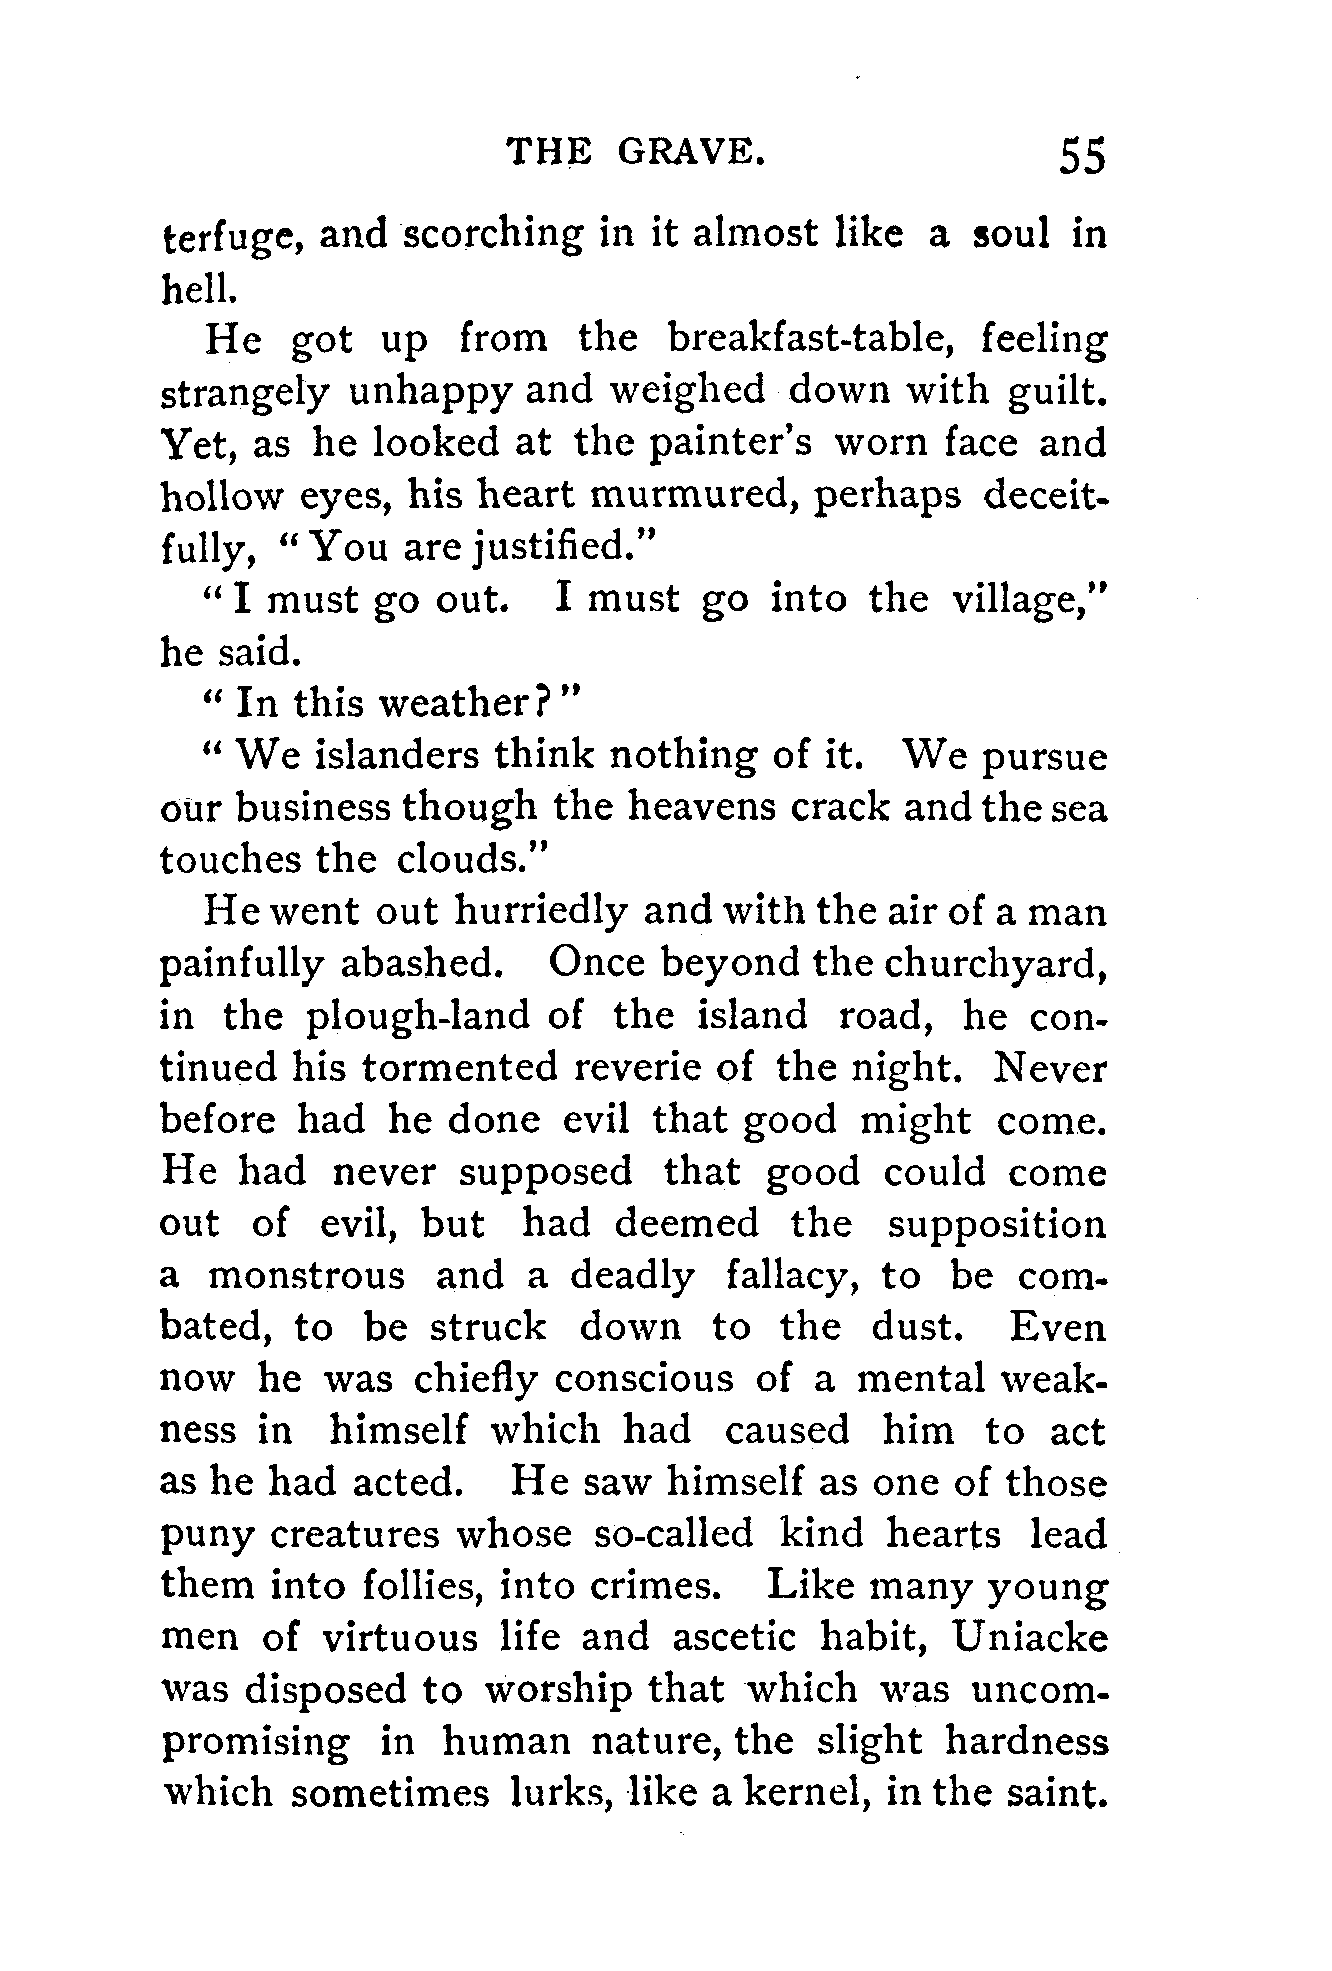 THE GRAVE. 55
terfuge, and scorching in it almost like a soul in
hell.
He got up from the breakfast-table, feeling
strangely unhappy and weighed down with guilt.
Yet, as he looked at the painter's worn face and
hollow eyes, his heart murmured, perhaps deceit-
fully, "You are justified."
"I must go out. I must go into the village,"
he said.
"In this weather?"
"We islanders think nothing of it. We pursue
our business though the heavens crack and the sea
touches the clouds."
He went out hurriedly and with the air of a man
painfully abashed. Once beyond the churchyard,
in the plough-land of the island road, he con-
tinued his tormented reverie of the night. Never
before had he done evil that good might come.
He had never supposed that good could come
out of evil, but had deemed the supposition
a monstrous and a deadly fallacy, to be com-
bated, to be struck down to the dust. Even
now he was chiefly conscious of a mental weak-
ness in himself which had caused him to act
as he had acted. He saw himself as one of those
puny creatures whose so-called kind hearts lead
them into follies, into crimes. Like many young
men of virtuous life and ascetic habit, Uniacke
was disposed to worship that which was uncom-
promising in human nature, the slight hardness
which sometimes lurks, like a kernel, in the saint.